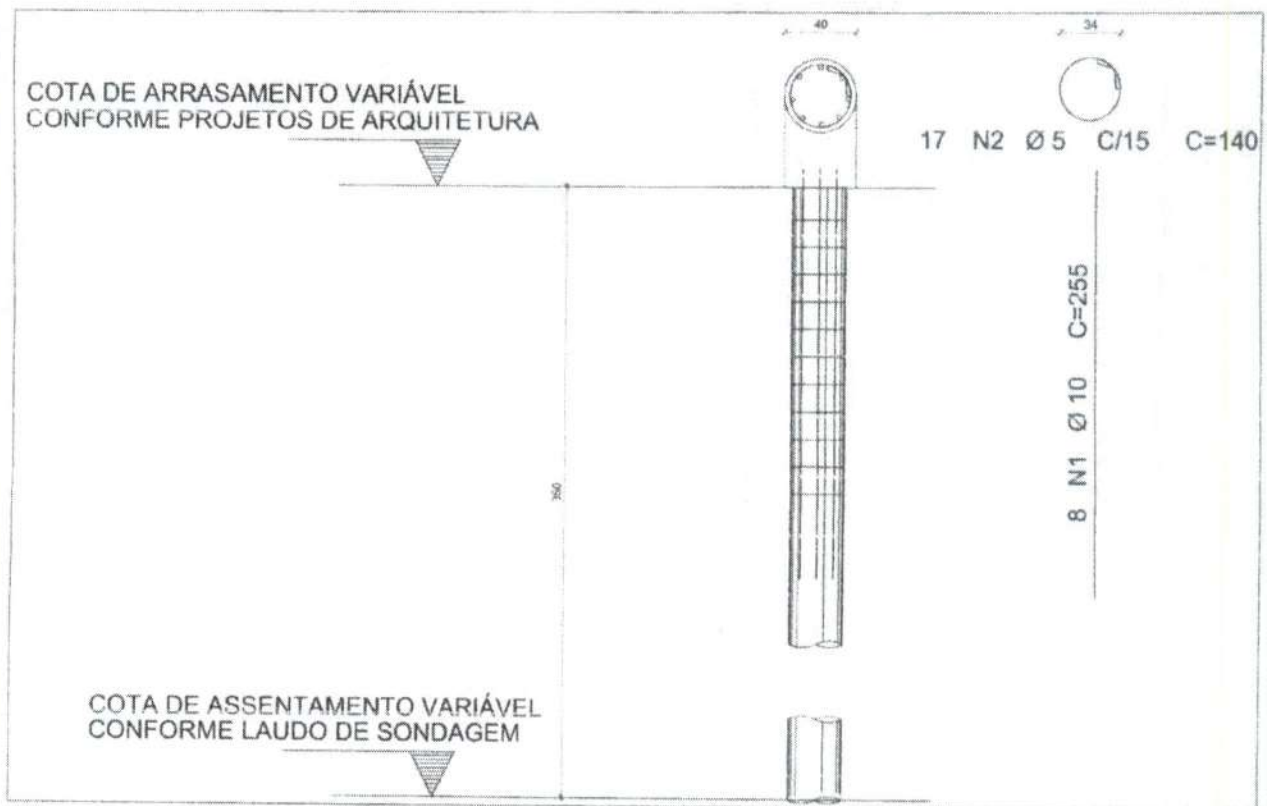 40
34
COTA DE ARRASAMENTO VARIÁVEL
CONFORME PROJETOS DE ARQUITETURA
17 N2 Ø 5 C/15 C=140
8 N1 Ø 10 C=255
350
COTA DE ASSENTAMENTO VARIÁVEL
CONFORME LAUDO DE SONDAGEM